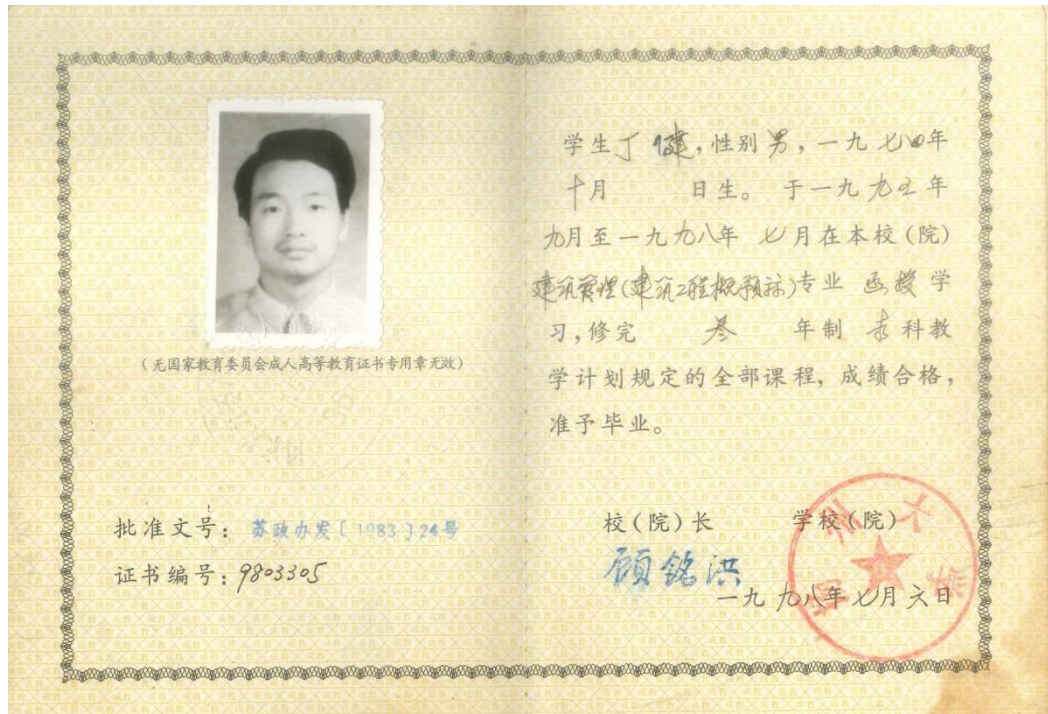 (无国家教育委员会成人高等教育证书专用章无效)
批准文号：苏政办发〔1983〕24号
证书编号：9803305
学生丁健，性别男，一九七四年
十月 日生。于一九九五年
九月至一九九八年七月在本校(院)
建筑管理(建筑工程概预标)专业 函授学
习，修完 叁 年制 专科教
学计划规定的全部课程，成绩合格，
准予毕业。
校(院)长 学校(院)
顾铭洪
一九九八年七月六日
大学